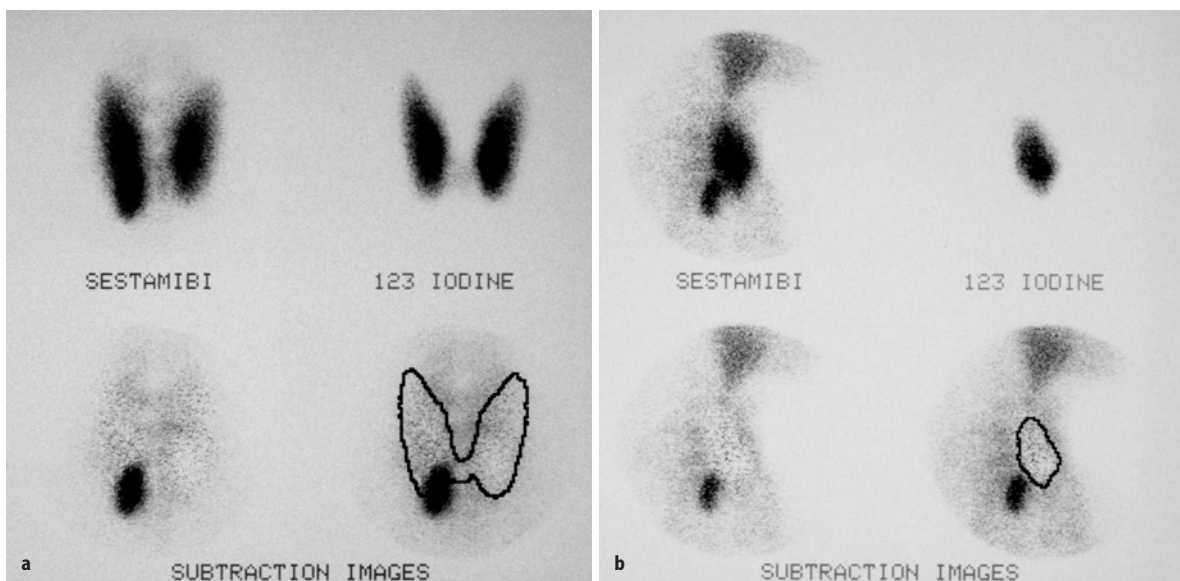 SESTAMIBI 123 IODINE
a SUBTRACTION IMAGES
SESTAMIBI 123 IODINE
b SUBTRACTION IMAGES